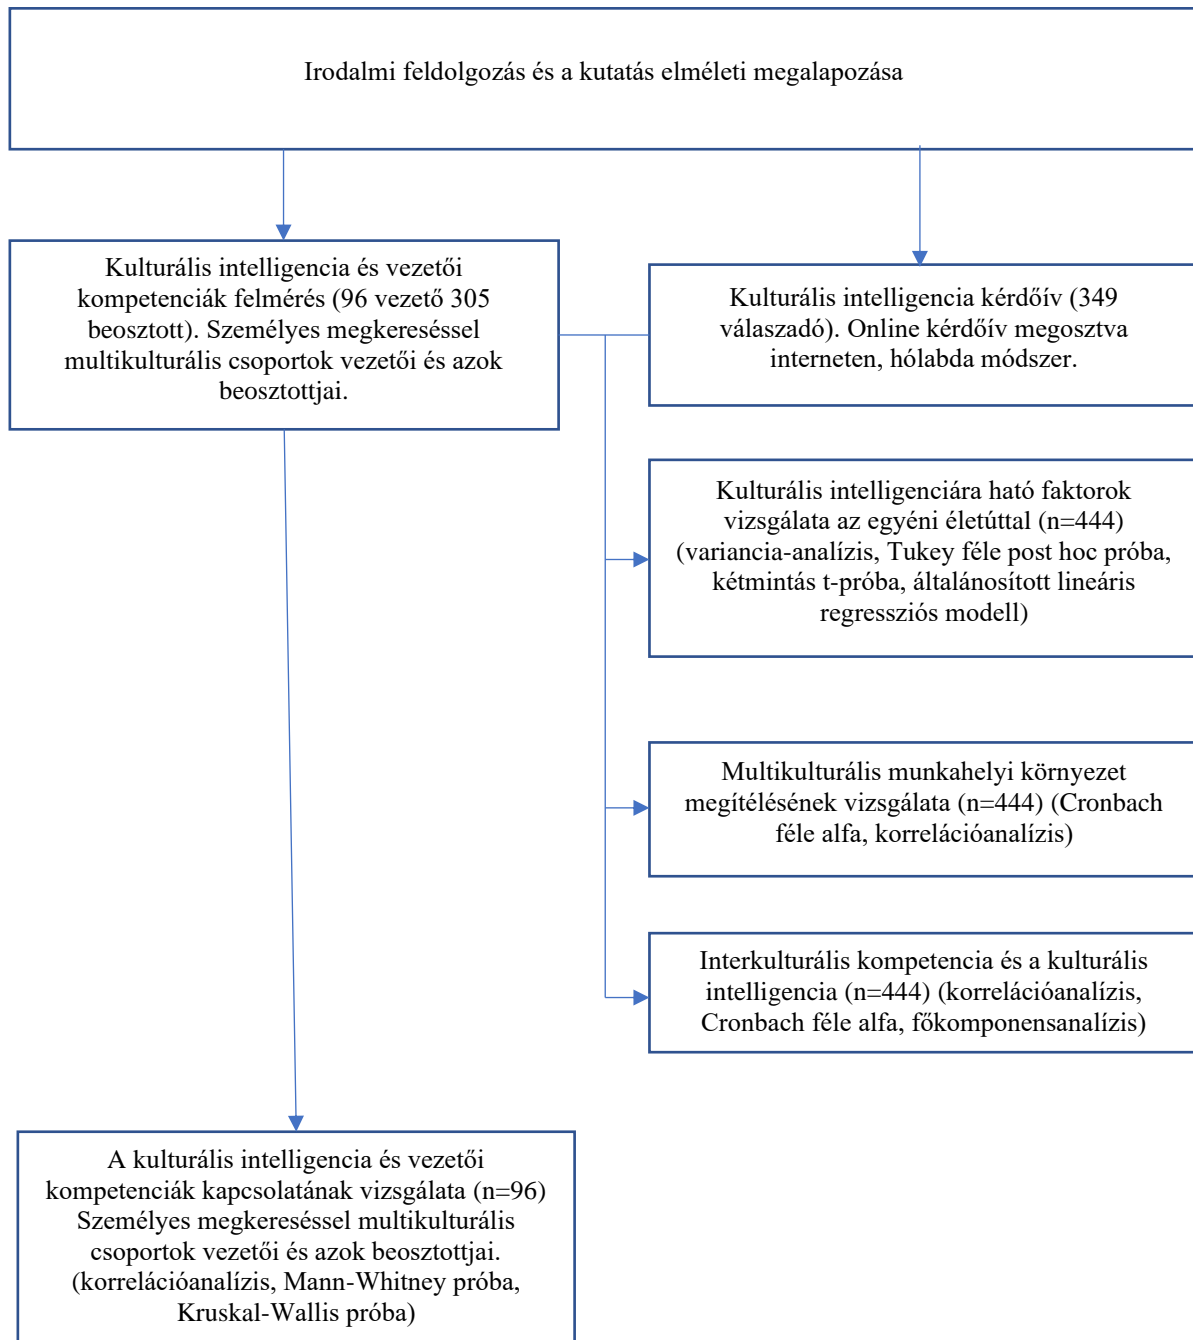 Irodalmi feldolgozás és a kutatás elméleti megalapozása
Kulturális intelligencia és vezetői
kompetenciák felmérés (96 vezető 305
beosztott). Személyes megkereséssel
multikulturális csoportok vezetői és azok
beosztottjai.
Kulturális intelligencia kérdőív (349
válaszadó). Online kérdőív megosztva
interneten, hólabda módszer.
Kulturális intelligenciára ható faktorok
vizsgálata az egyéni életúttal (n=444)
(variancia-analízis, Tukey féle post hoc próba,
kétmintás t-próba, általánosított lineáris
regressziós modell)
Multikulturális munkahelyi környezet
megítélésének vizsgálata (n=444) (Cronbach
féle alfa, korrelációanalízis)
Interkulturális kompetencia és a kulturális
intelligencia (n=444) (korrelációanalízis,
Cronbach féle alfa, főkomponensanalízis)
A kulturális intelligencia és vezetői
kompetenciák kapcsolatának vizsgálata (n=96)
Személyes megkereséssel multikulturális
csoportok vezetői és azok beosztottjai.
(korrelációanalízis, Mann-Whitney próba,
Kruskal-Wallis próba)